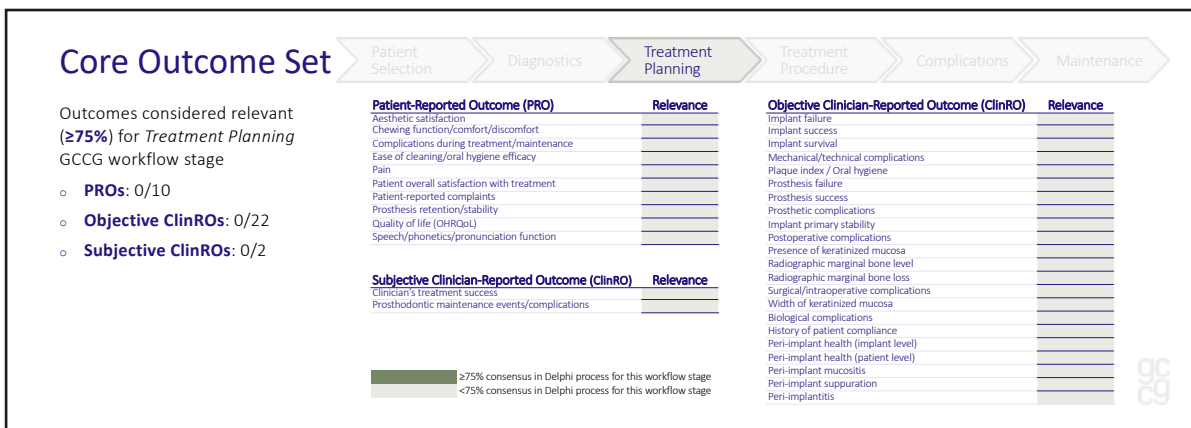 Core Outcome Set
Patient
Selection
Diagnostics
Treatment
Planning
Treatment
Procedure
Complications
Maintenance
Outcomes considered relevant
(≥75%) for Treatment Planning
GCCG workflow stage
○ PROs: 0/10
○ Objective ClinROs: 0/22
○ Subjective ClinROs: 0/2
Patient-Reported Outcome (PRO) Relevance
Aesthetic satisfaction
Chewing function/comfort/discomfort
Complications during treatment/maintenance
Ease of cleaning/oral hygiene efficacy
Pain
Patient overall satisfaction with treatment
Patient-reported complaints
Prosthesis retention/stability
Quality of life (OHRQoL)
Speech/phonetics/pronunciation function
Subjective Clinician-Reported Outcome (ClinRO) Relevance
Clinician's treatment success
Prosthodontic maintenance events/complications
≥75% consensus in Delphi process for this workflow stage
<75% consensus in Delphi process for this workflow stage
Objective Clinician-Reported Outcome (ClinRO) Relevance
Implant failure
Implant success
Implant survival
Mechanical/technical complications
Plaque index / Oral hygiene
Prosthesis failure
Prosthesis success
Prosthetic complications
Implant primary stability
Postoperative complications
Presence of keratinized mucosa
Radiographic marginal bone level
Radiographic marginal bone loss
Surgical/intraoperative complications
Width of keratinized mucosa
Biological complications
History of patient compliance
Peri-implant health (implant level)
Peri-implant health (patient level)
Peri-implant mucositis
Peri-implant suppuration
Peri-implantitis
gc
cg